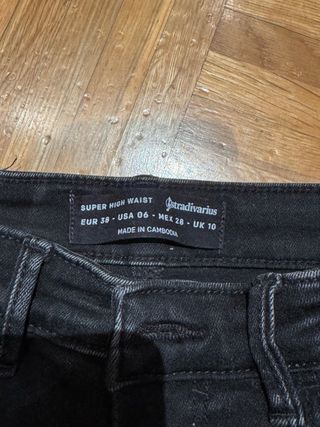 SUPER HIGH WAIST stradivarius
EUR 38 - USA 06 - MEX 28 - UK 10
MADE IN CAMBODIA